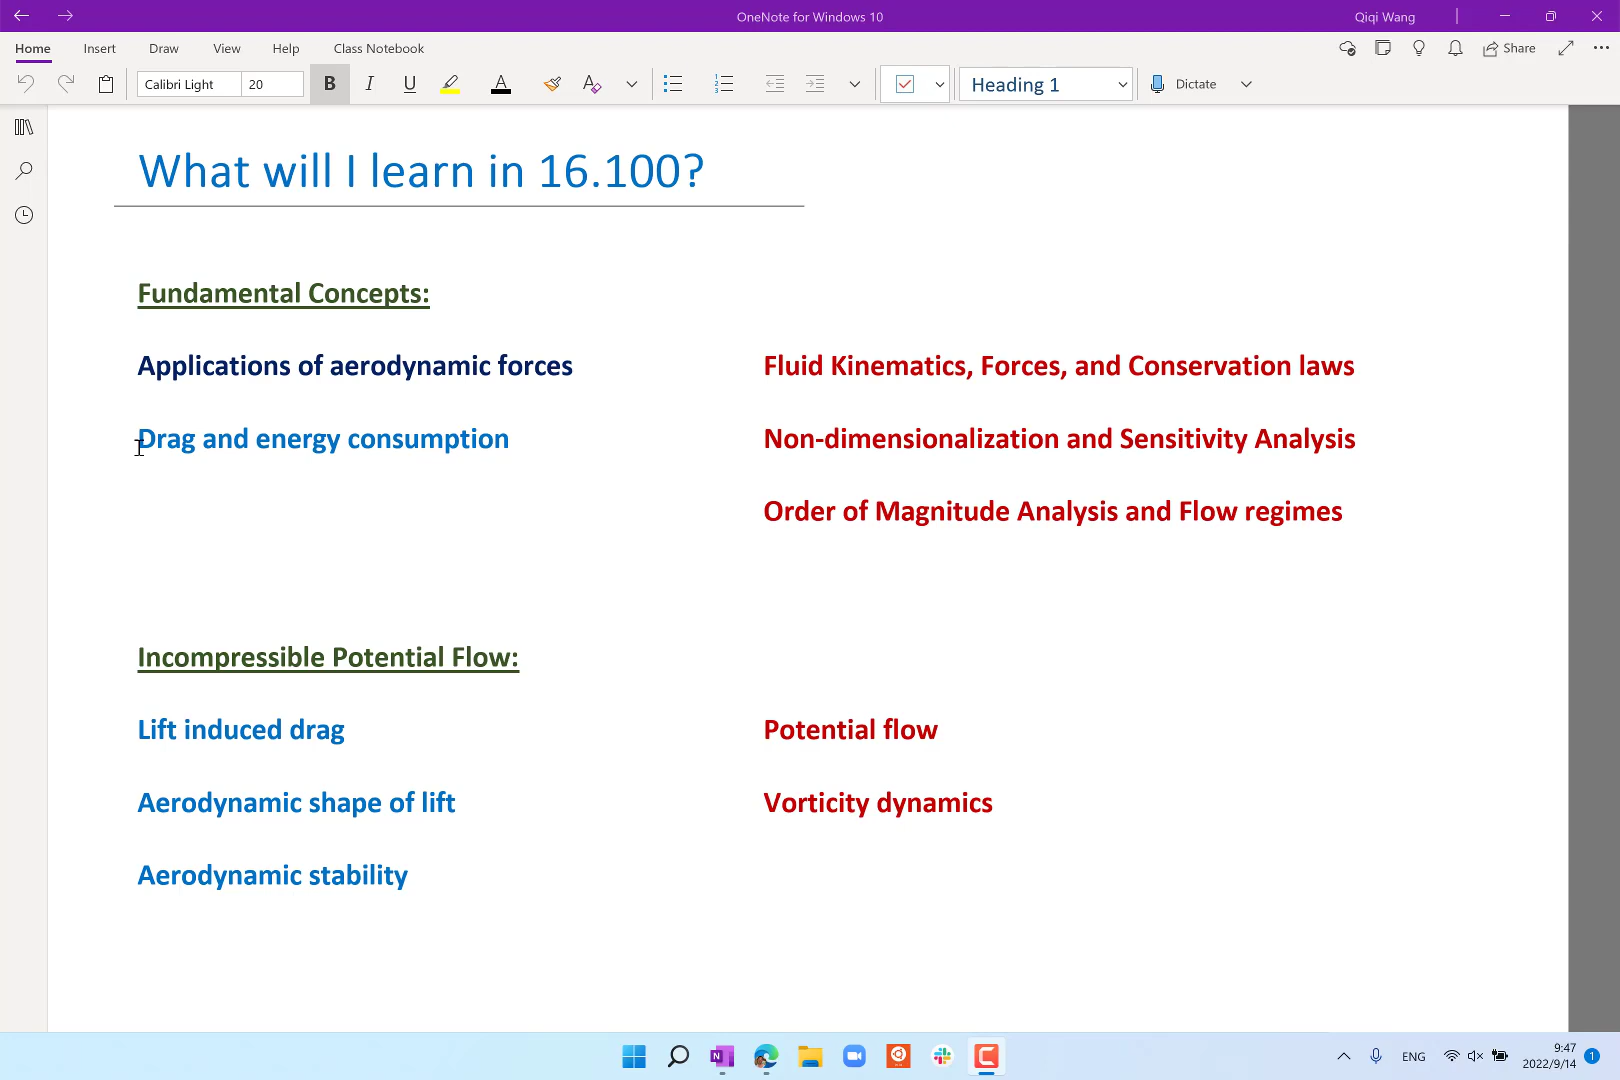 OneNote for Windows 10
Qiqi Wang
Home Insert Draw View Help Class Notebook
Share
Calibri Light 20 B I U A A Heading 1 Dictate
What will I learn in 16.100?
Fundamental Concepts:
Applications of aerodynamic forces
Fluid Kinematics, Forces, and Conservation laws
Drag and energy consumption
Non-dimensionalization and Sensitivity Analysis
Order of Magnitude Analysis and Flow regimes
Incompressible Potential Flow:
Lift induced drag
Potential flow
Aerodynamic shape of lift
Vorticity dynamics
Aerodynamic stability
ENG
9:47
2022/9/14
1